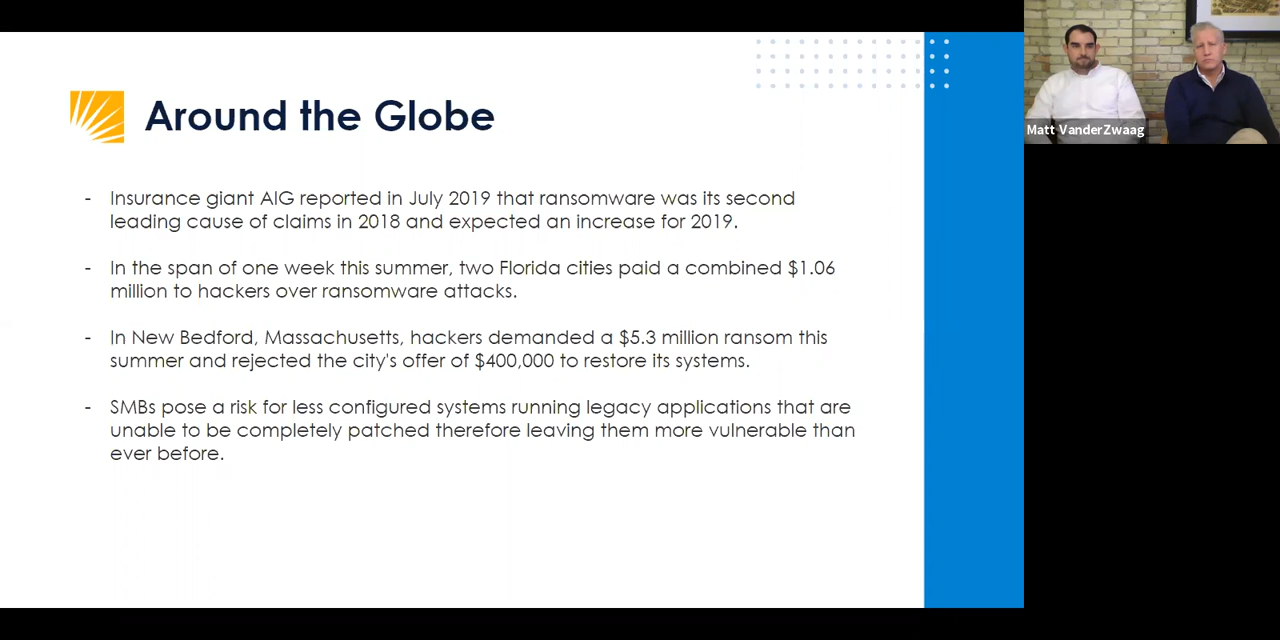 Around the Globe
- Insurance giant AIG reported in July 2019 that ransomware was its second
leading cause of claims in 2018 and expected an increase for 2019.
- In the span of one week this summer, two Florida cities paid a combined $1.06
million to hackers over ransomware attacks.
- In New Bedford, Massachusetts, hackers demanded a $5.3 million ransom this
summer and rejected the city's offer of $400,000 to restore its systems.
- SMBs pose a risk for less configured systems running legacy applications that are
unable to be completely patched therefore leaving them more vulnerable than
ever before.
Matt VanderZwaag